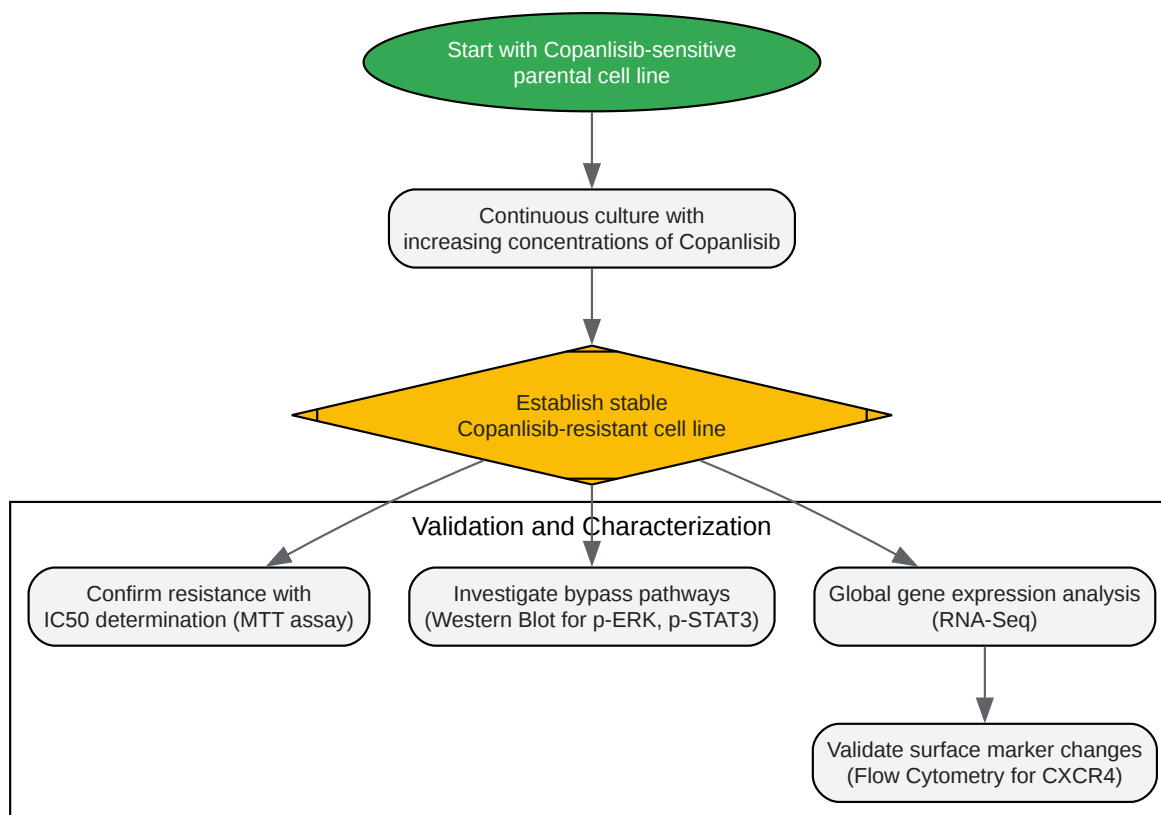 Start with Copanlisib-sensitive
parental cell line
Continuous culture with
increasing concentrations of Copanlisib
Establish stable
Copanlisib-resistant cell line
Validation and Characterization
Confirm resistance with
IC50 determination (MTT assay)
Investigate bypass pathways
(Western Blot for p-ERK, p-STAT3)
Global gene expression analysis
(RNA-Seq)
Validate surface marker changes
(Flow Cytometry for CXCR4)